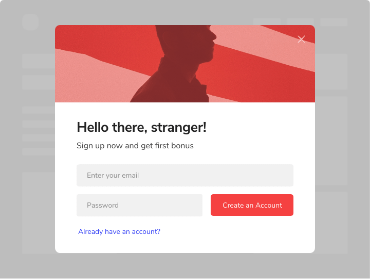 Hello there, stranger!
Sign up now and get first bonus
Enter your email
Password
Create an Account
Already have an account?